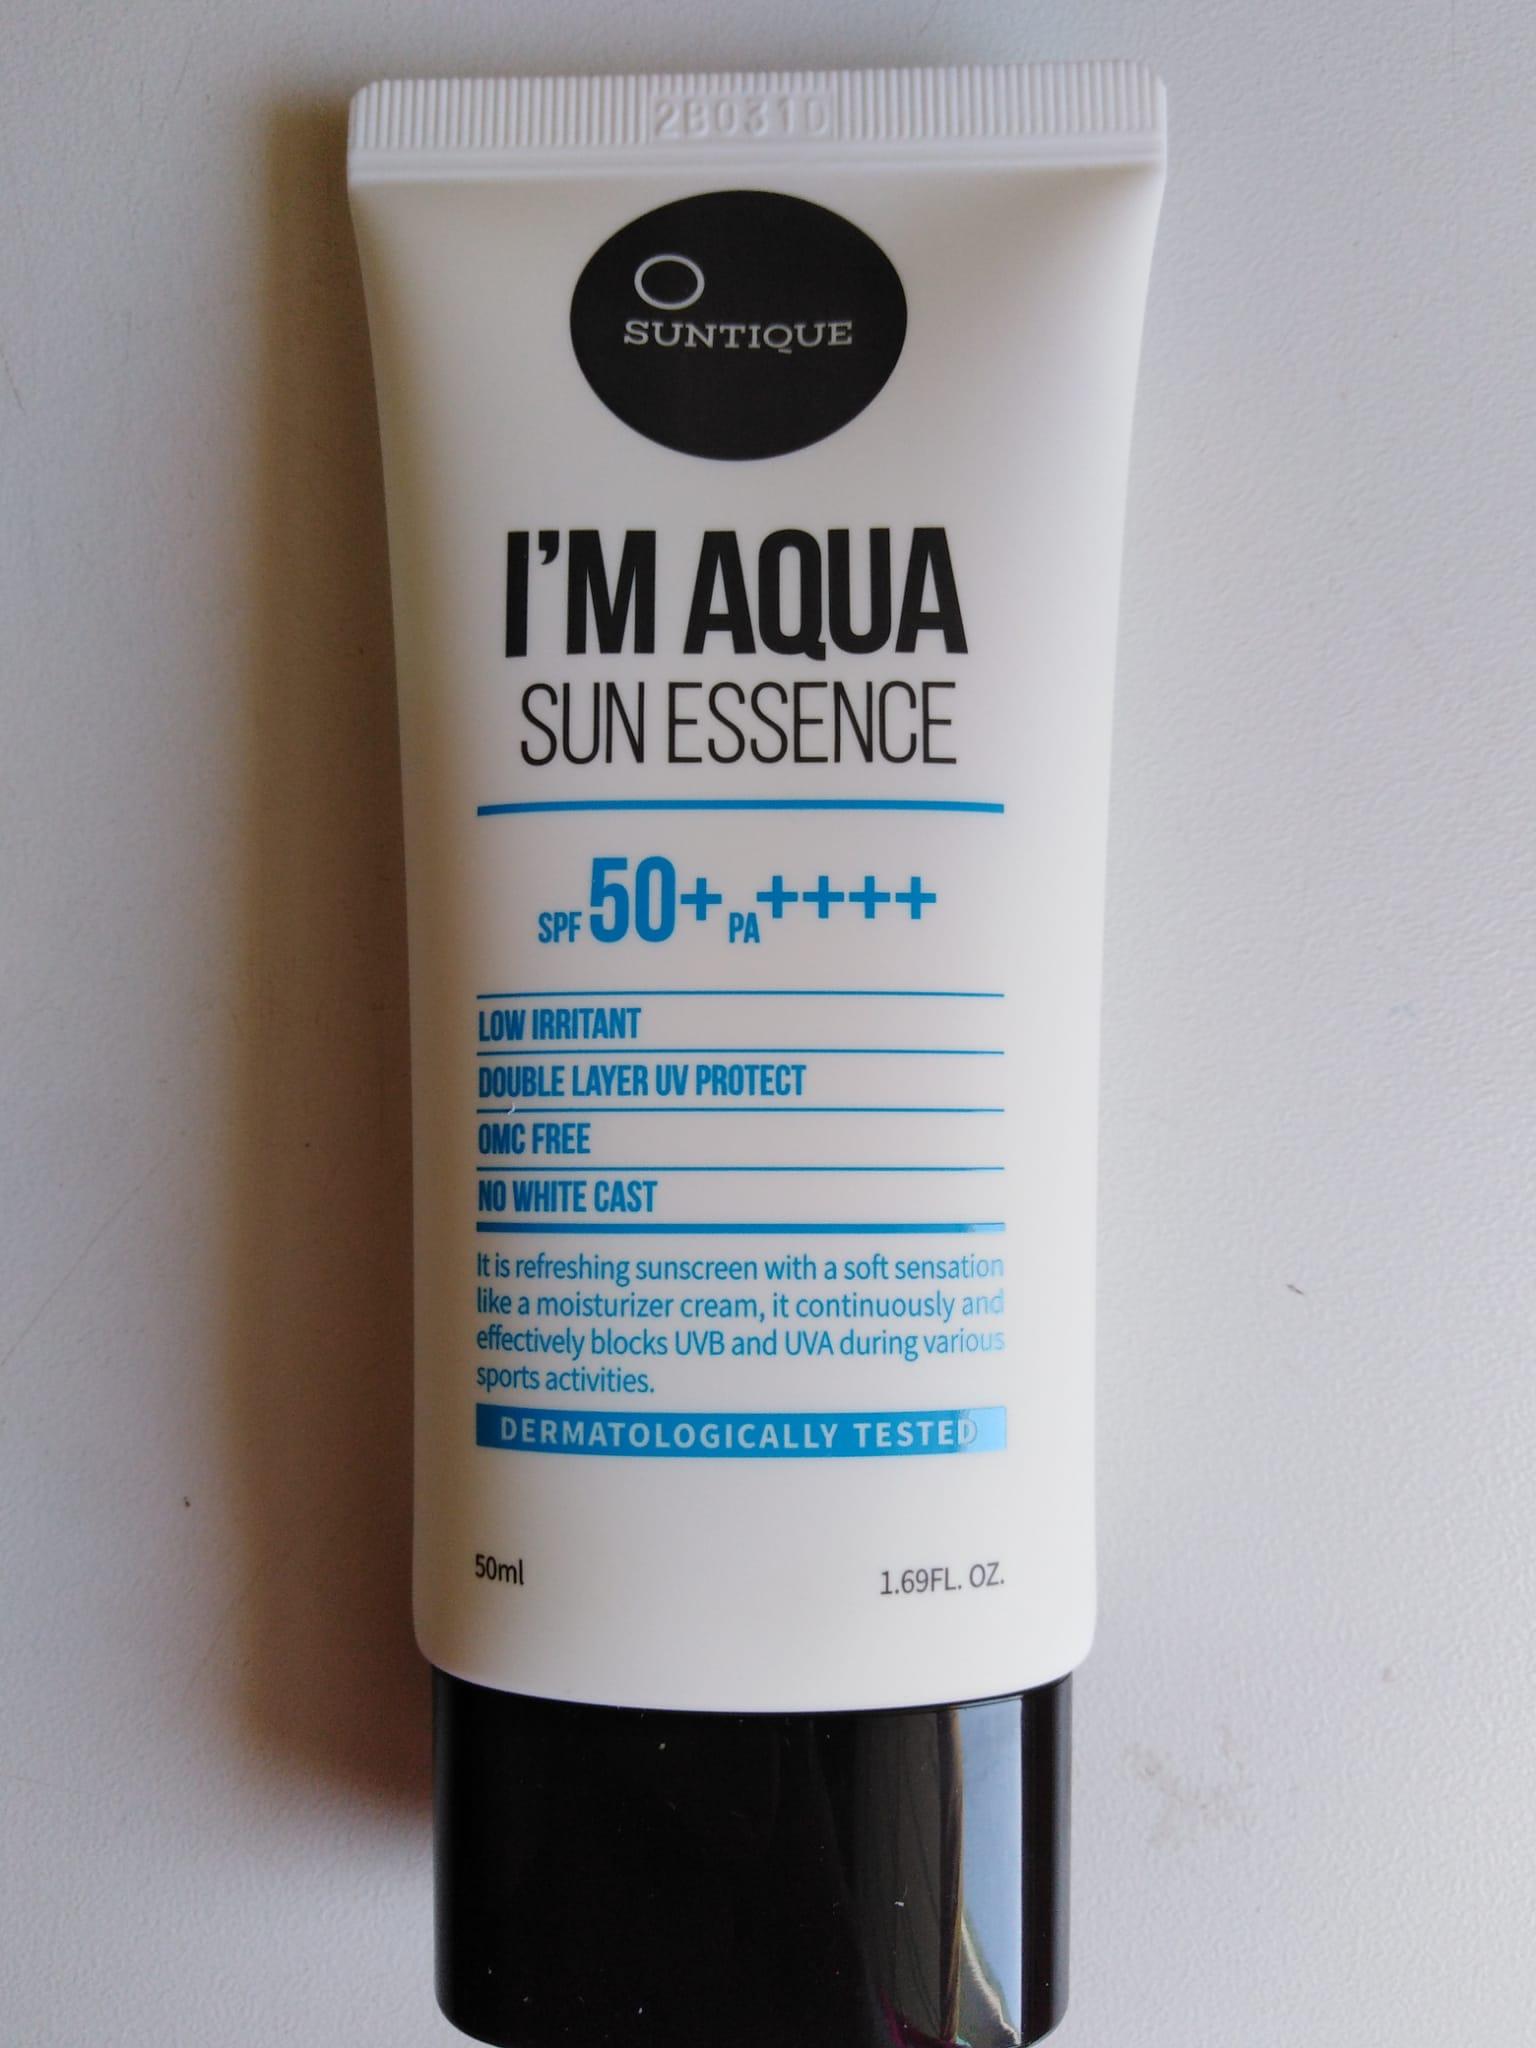 2B0310
SUNTIQUE
I'M AQUA
SUN ESSENCE
SPF 50+ PA++++
LOW IRRITANT
DOUBLE LAYER UV PROTECT
OMC FREE
NO WHITE CAST
It is refreshing sunscreen with a soft sensation
like a moisturizer cream, it continuously and
effectively blocks UVB and UVA during various
sports activities.
DERMATOLOGICALLY TESTED
50ml 1.69FL. OZ.